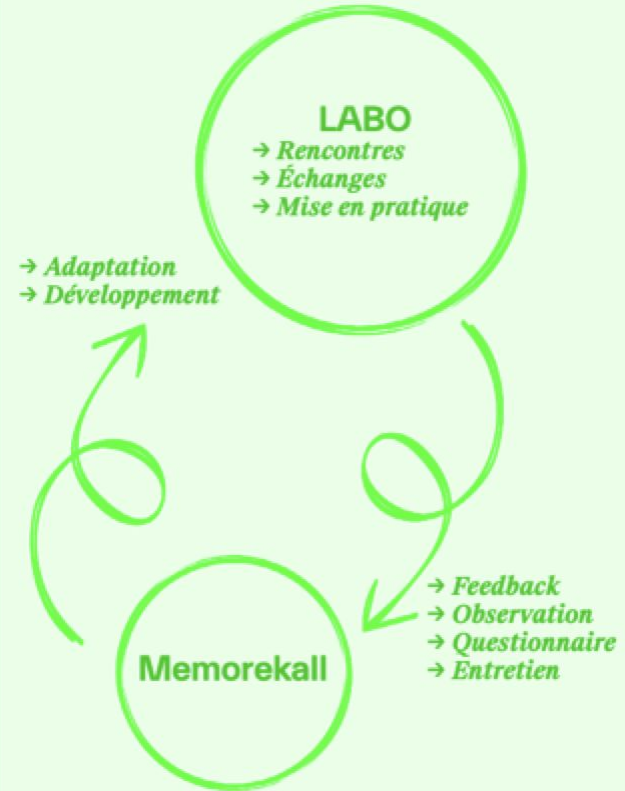 LABO
→ Rencontres
→ Échanges
→ Mise en pratique
→ Adaptation
→ Développement
→ Feedback
→ Observation
→ Questionnaire
→ Entretien
Memorekall